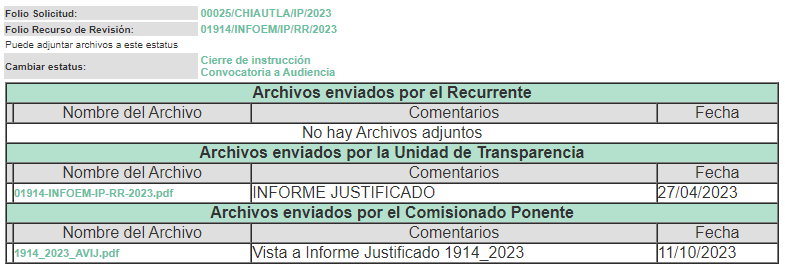 Folio Solicitud: 00025/CHIAUTLA/IP/2023
Folio Recurso de Revisión: 01914/INFOEM/IP/RR/2023
Puede adjuntar archivos a este estatus
Cambiar estatus: Cierre de instrucción
Convocatoria a Audiencia
Archivos enviados por el Recurrente
Nombre del Archivo Comentarios Fecha
No hay Archivos adjuntos
Archivos enviados por la Unidad de Transparencia
Nombre del Archivo Comentarios Fecha
01914-INFOEM-IP-RR-2023.pdf INFORME JUSTIFICADO 27/04/2023
Archivos enviados por el Comisionado Ponente
Nombre del Archivo Comentarios Fecha
1914_2023_AVIJ.pdf Vista a Informe Justificado 1914_2023 11/10/2023